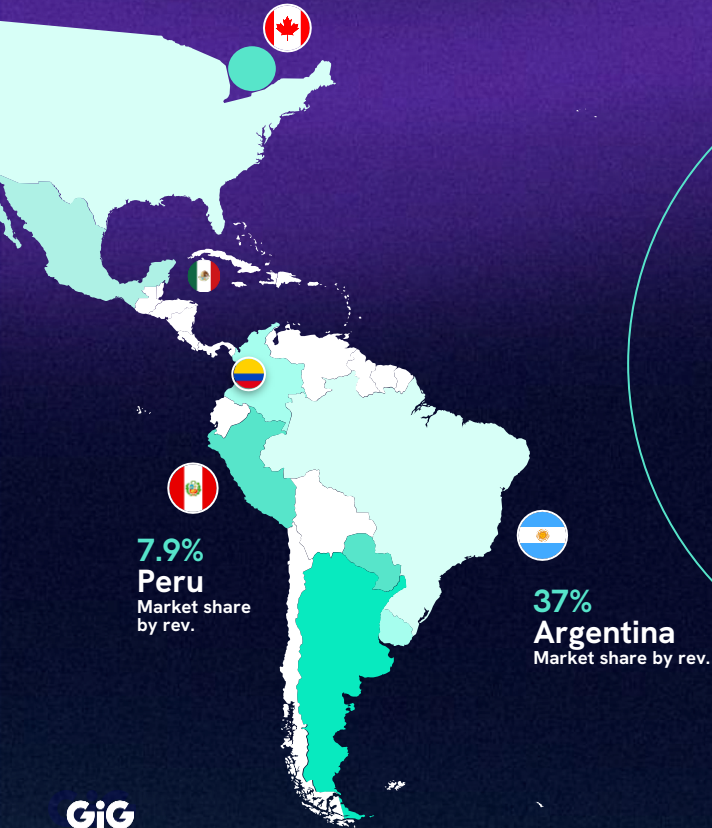 7.9%
Peru
Market share
by rev.
37%
Argentina
Market share by rev.
GiG